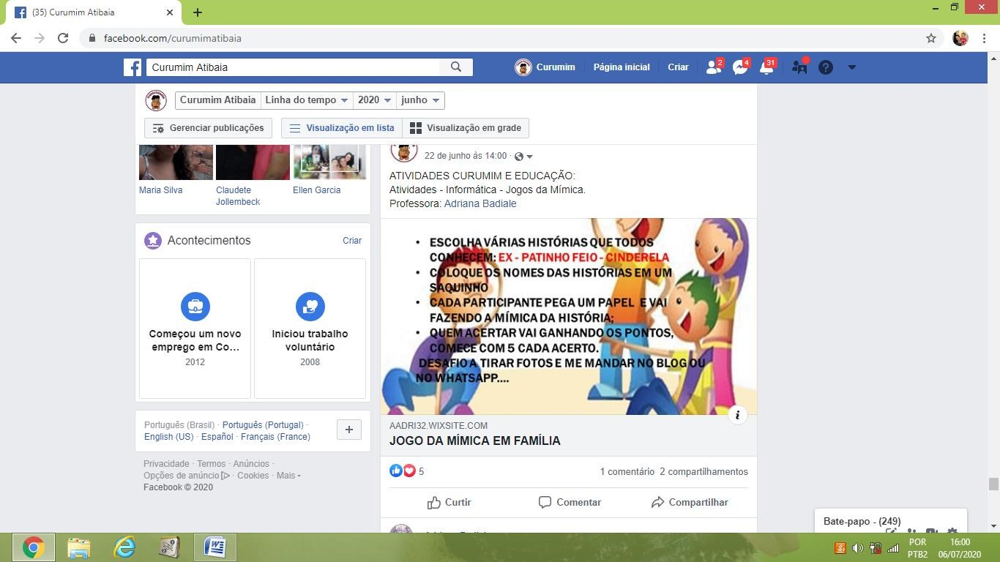 (35) Curumim Atibaia
facebook.com/curumimatibaia
Curumim Atibaia
Curumim
Página inicial
Criar
2
4
31
Curumim Atibaia
Linha do tempo
2020
junho
Gerenciar publicações
Visualização em lista
Visualização em grade
Maria Silva
Claudete
Jollembeck
Ellen Garcia
Acontecimentos
Criar
Começou um novo
emprego em Co...
2012
Iniciou trabalho
voluntário
2008
Português (Brasil) · Português (Portugal) ·
English (US) · Español · Français (France)
Privacidade · Termos · Anúncios ·
Opções de anúncio · Cookies · Mais
Facebook © 2020
22 de junho às 14:00 ·
ATIVIDADES CURUMIM E EDUCAÇÃO:
Atividades - Informática - Jogos da Mímica.
Professora: Adriana Badiale
• ESCOLHA VÁRIAS HISTÓRIAS QUE TODOS
CONHECEM: EX - PATINHO FEIO - CINDERELA
• COLOQUE OS NOMES DAS HISTÓRIAS EM UM
SAQUINHO
• CADA PARTICIPANTE PEGA UM PAPEL E VAI
FAZENDO A MÍMICA DA HISTÓRIA;
• QUEM ACERTAR VAI GANHANDO OS PONTOS,
COMECE COM 5 CADA ACERTO.
DESAFIO A TIRAR FOTOS E ME MANDAR NO BLOG OU
NO WHATSAPP....
AADRI32.WIXSITE.COM
JOGO DA MÍMICA EM FAMÍLIA
5
1 comentário 2 compartilhamentos
Curtir
Comentar
Compartilhar
Bate-papo - (249)
POR
PTB2
16:00
06/07/2020